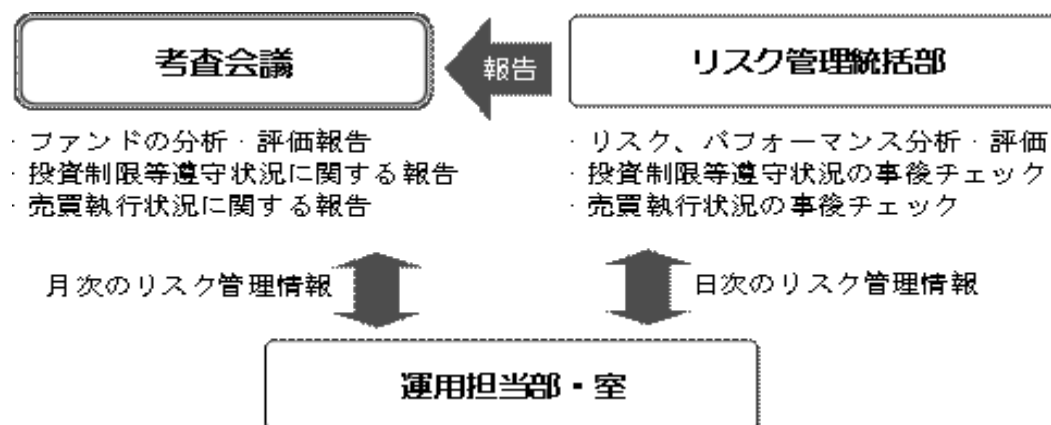 考査会議
報告
リスク管理統括部
・ファンドの分析・評価報告
・投資制限等遵守状況に関する報告
・売買執行状況に関する報告
・リスク、パフォーマンス分析・評価
・投資制限等遵守状況の事後チェック
・売買執行状況の事後チェック
月次のリスク管理情報
日次のリスク管理情報
運用担当部・室